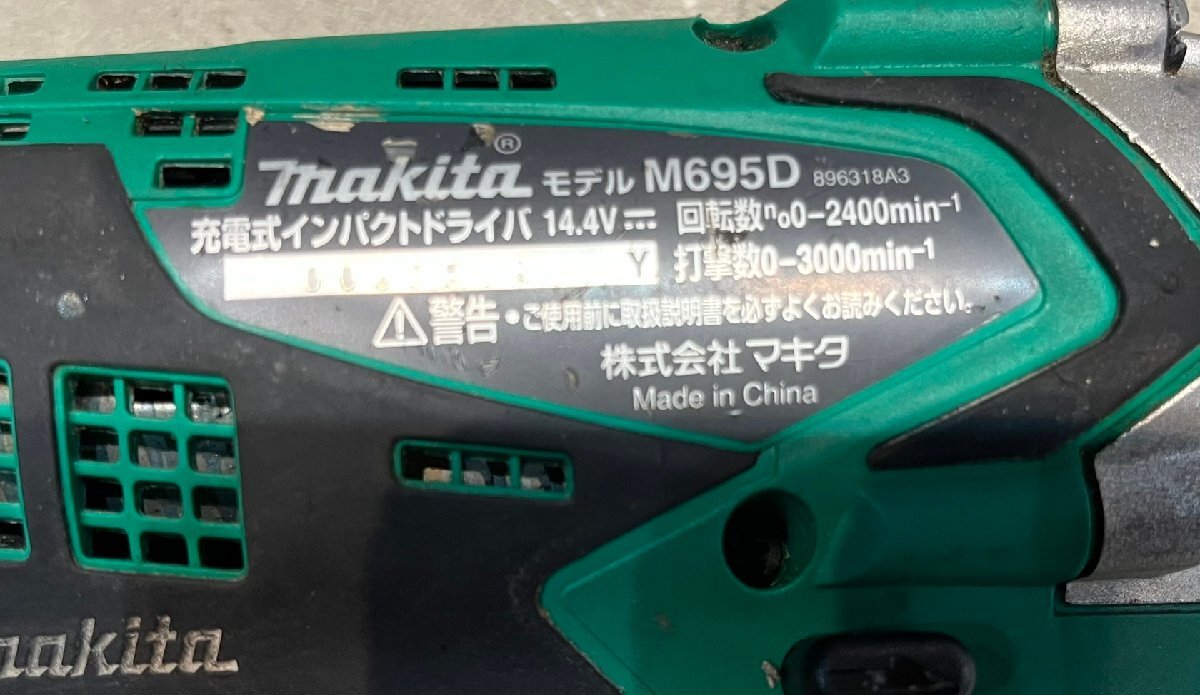 makita® モデル M695D 896318A3
充電式インパクトドライバ 14.4V⎓ 回転数n₀0-2400min⁻¹
Y 打撃数0-3000min⁻¹
⚠警告 ●ご使用前に取扱説明書を必ずよくお読みください。
株式会社マキタ
Made in China
makita